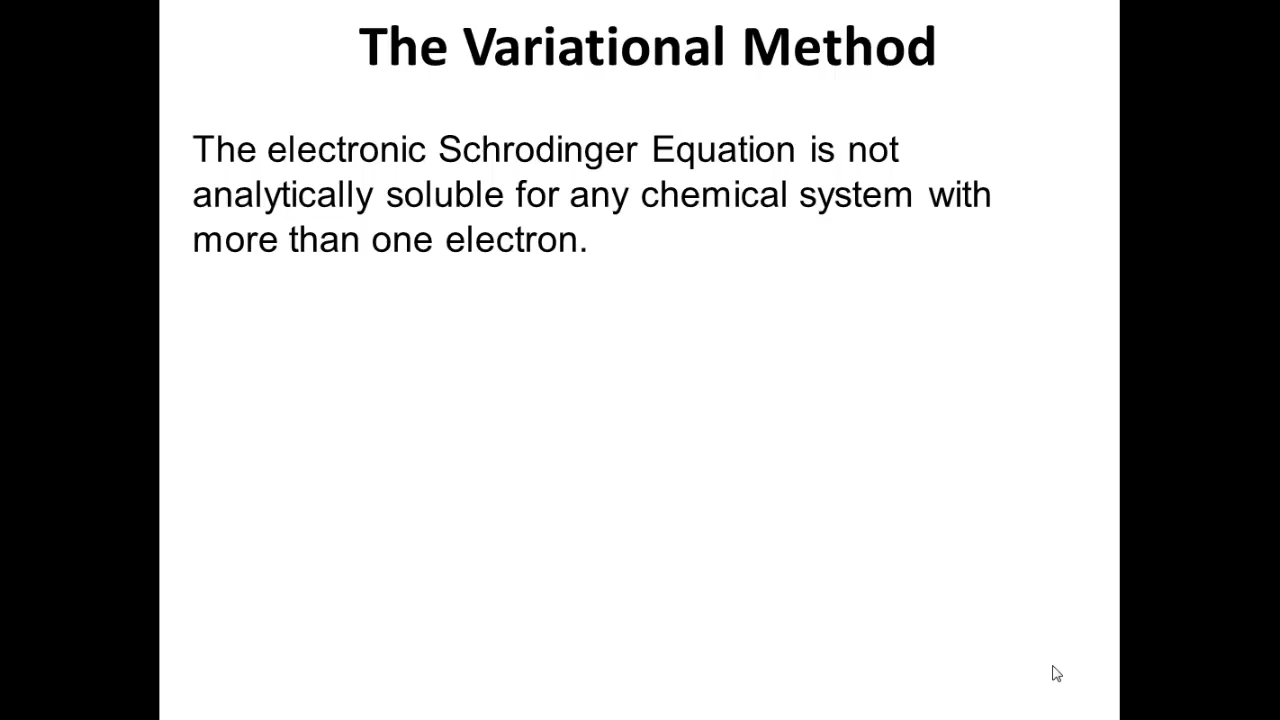 The Variational Method
The electronic Schrodinger Equation is not
analytically soluble for any chemical system with
more than one electron.